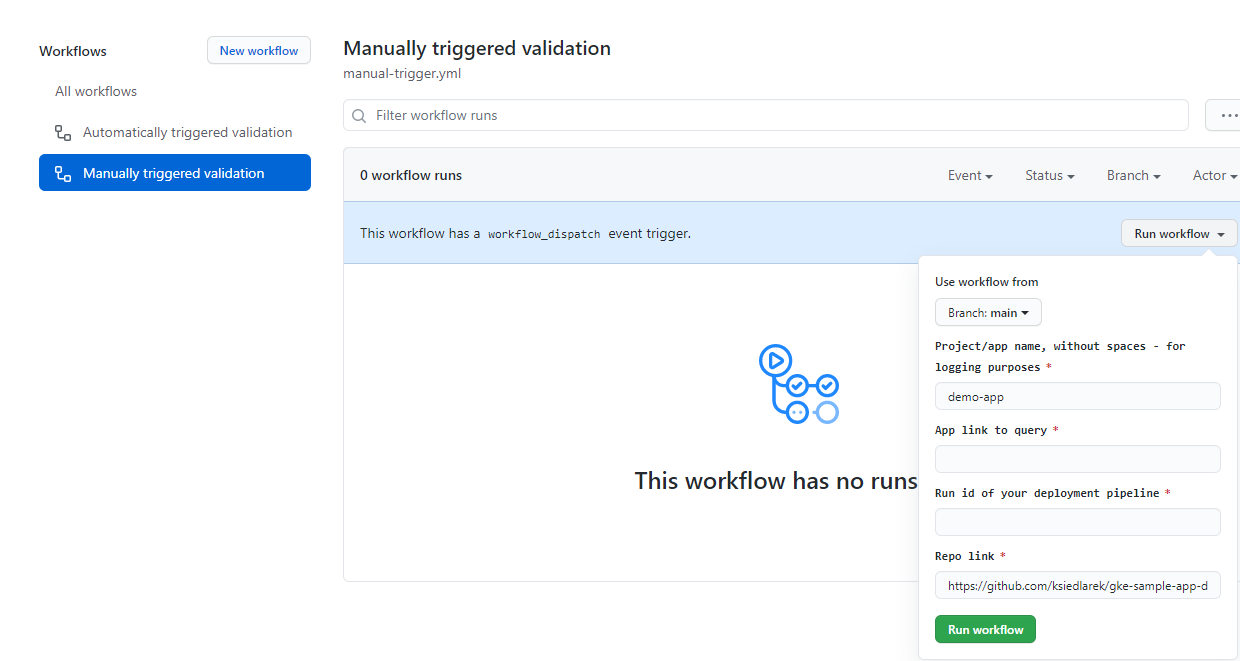 Workflows
New workflow
All workflows
Automatically triggered validation
Manually triggered validation
Manually triggered validation
manual-trigger.yml
Filter workflow runs
0 workflow runs
Event
Status
Branch
Actor
This workflow has a workflow_dispatch event trigger.
Run workflow
This workflow has no runs
Use workflow from
Branch: main
Project/app name, without spaces - for
logging purposes *
demo-app
App link to query *
Run id of your deployment pipeline *
Repo link *
https://github.com/ksiedlarek/gke-sample-app-d
Run workflow